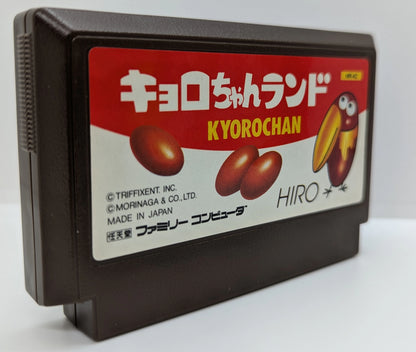 HIR-KC
キョロちゃんランド
KYOROCHAN
©TRIFFIXENT. INC.
©MORINAGA & CO., LTD.
MADE IN JAPAN
HIRO
任天堂 ファミリー コンピュータ